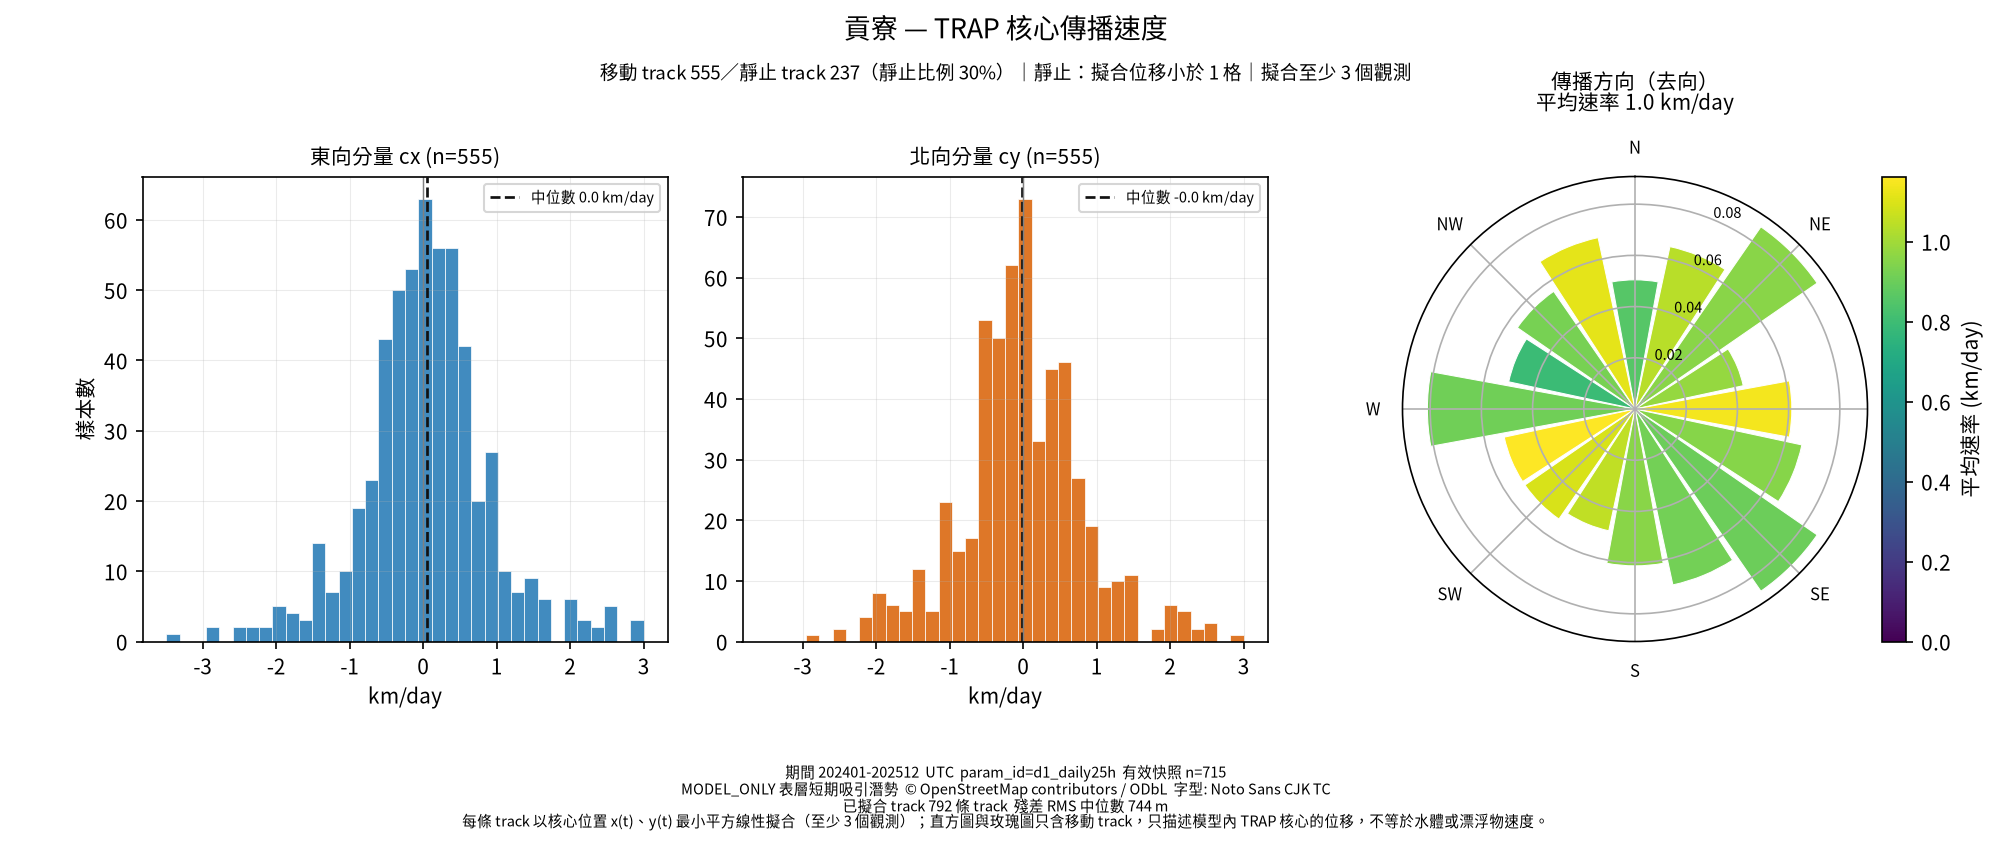 貢寮 — TRAP 核心傳播速度
移動 track 555／靜止 track 237（靜止比例 30%）｜靜止：擬合位移小於 1 格｜擬合至少 3 個觀測
東向分量 cx (n=555)
樣本數
60
50
40
30
20
10
0
中位數 0.0 km/day
-3 -2 -1 0 1 2 3
km/day
北向分量 cy (n=555)
70
60
50
40
30
20
10
0
中位數 -0.0 km/day
-3 -2 -1 0 1 2 3
km/day
傳播方向（去向）
平均速率 1.0 km/day
N
NE
SE
S
SW
W
NW
0.08
0.06
0.04
0.02
1.0
0.8
0.6
0.4
0.2
0.0
平均速率 (km/day)
期間 202401-202512 UTC param_id=d1_daily25h 有效快照 n=715
MODEL_ONLY 表層短期吸引潛勢 © OpenStreetMap contributors / ODbL 字型: Noto Sans CJK TC
已擬合 track 792 條 track 殘差 RMS 中位數 744 m
每條 track 以核心位置 x(t)、y(t) 最小平方線性擬合（至少 3 個觀測）；直方圖與玫瑰圖只含移動 track，只描述模型內 TRAP 核心的位移，不等於水體或漂浮物速度。